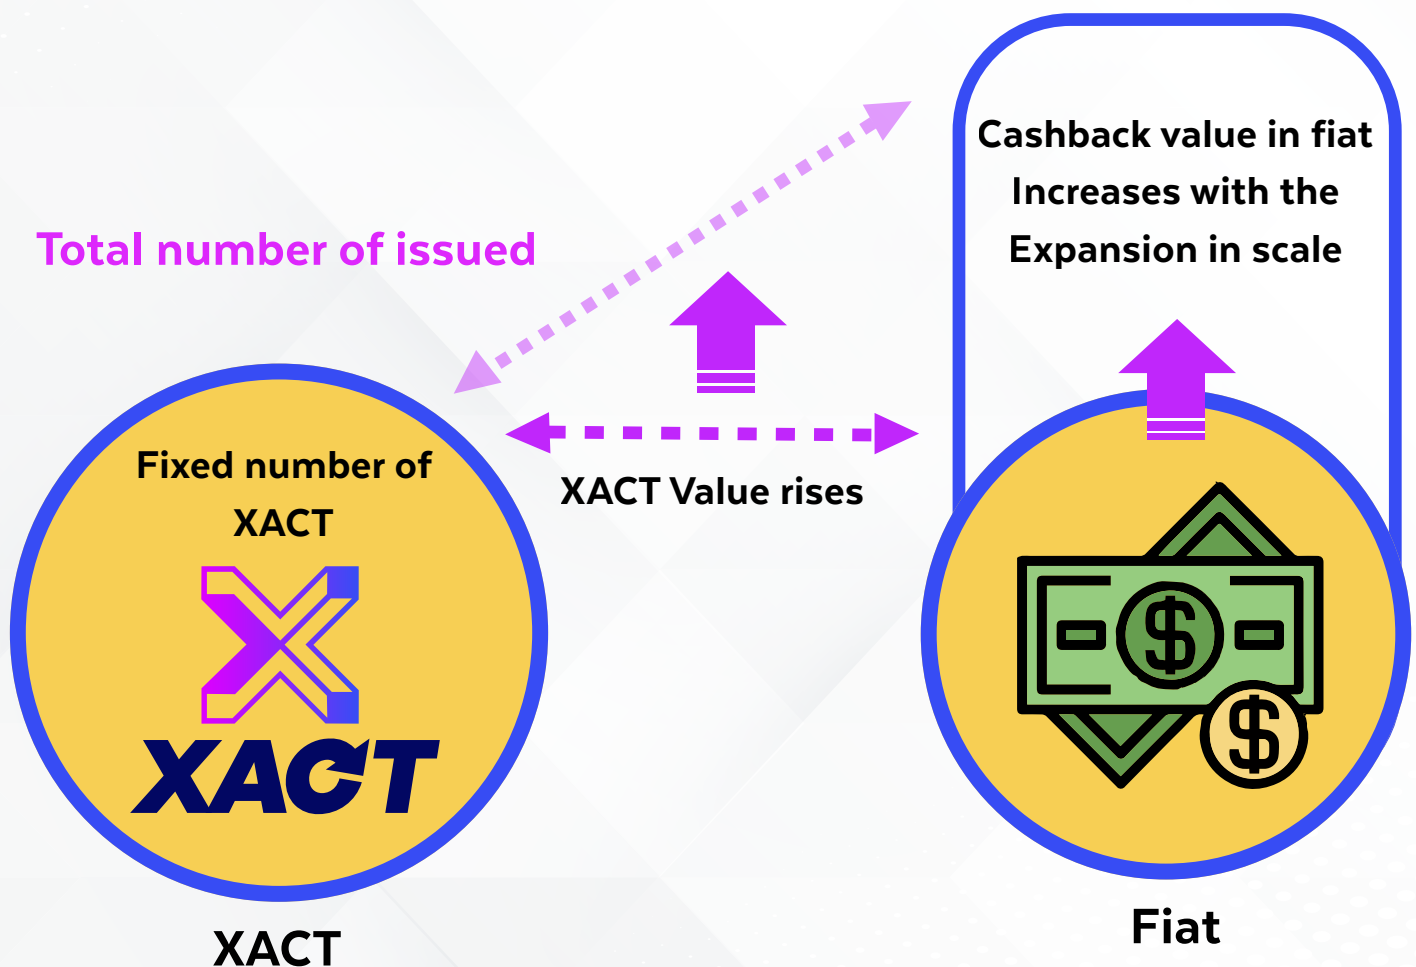 Cashback value in fiat
Increases with the
Expansion in scale
Total number of issued
Fixed number of
XACT
XACT Value rises
$
$
XACT
Fiat
XACT